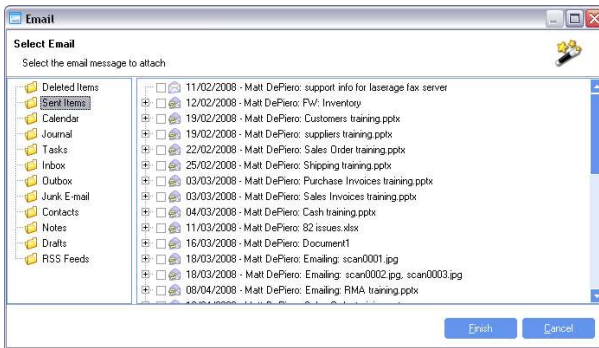 Email
Select Email
Select the email message to attach
Deleted Items
Sent Items
Calendar
Journal
Tasks
Inbox
Outbox
Junk E-mail
Contacts
Notes
Drafts
RSS Feeds
11/02/2008 - Matt DePiero: support info for laserage fax server
12/02/2008 - Matt DePiero: FW: Inventory
19/02/2008 - Matt DePiero: Customers training.pptx
19/02/2008 - Matt DePiero: suppliers training.pptx
22/02/2008 - Matt DePiero: Sales Order training.pptx
25/02/2008 - Matt DePiero: Shipping training.pptx
03/03/2008 - Matt DePiero: Purchase Invoices training.pptx
03/03/2008 - Matt DePiero: Sales Invoices training.pptx
04/03/2008 - Matt DePiero: Cash training.pptx
11/03/2008 - Matt DePiero: 82 issues.xlsx
16/03/2008 - Matt DePiero: Document1
18/03/2008 - Matt DePiero: Emailing: scan0001.jpg
18/03/2008 - Matt DePiero: Emailing: scan0002.jpg, scan0003.jpg
08/04/2008 - Matt DePiero: Emailing: RMA training.pptx
Finish
Cancel